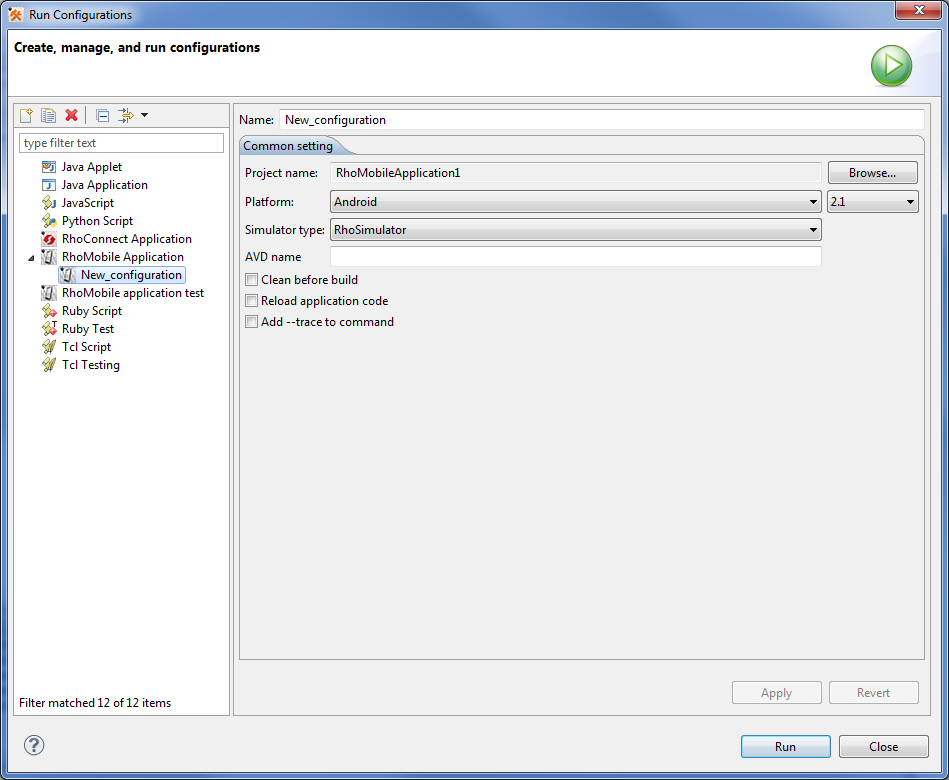 Run Configurations
Create, manage, and run configurations
type filter text
Java Applet
Java Application
JavaScript
Python Script
RhoConnect Application
RhoMobile Application
New_configuration
RhoMobile application test
Ruby Script
Ruby Test
Tcl Script
Tcl Testing
Filter matched 12 of 12 items
Name: New_configuration
Common setting
Project name: RhoMobileApplication1 Browse...
Platform: Android 2.1
Simulator type: RhoSimulator
AVD name
Clean before build
Reload application code
Add --trace to command
Apply Revert
Run Close